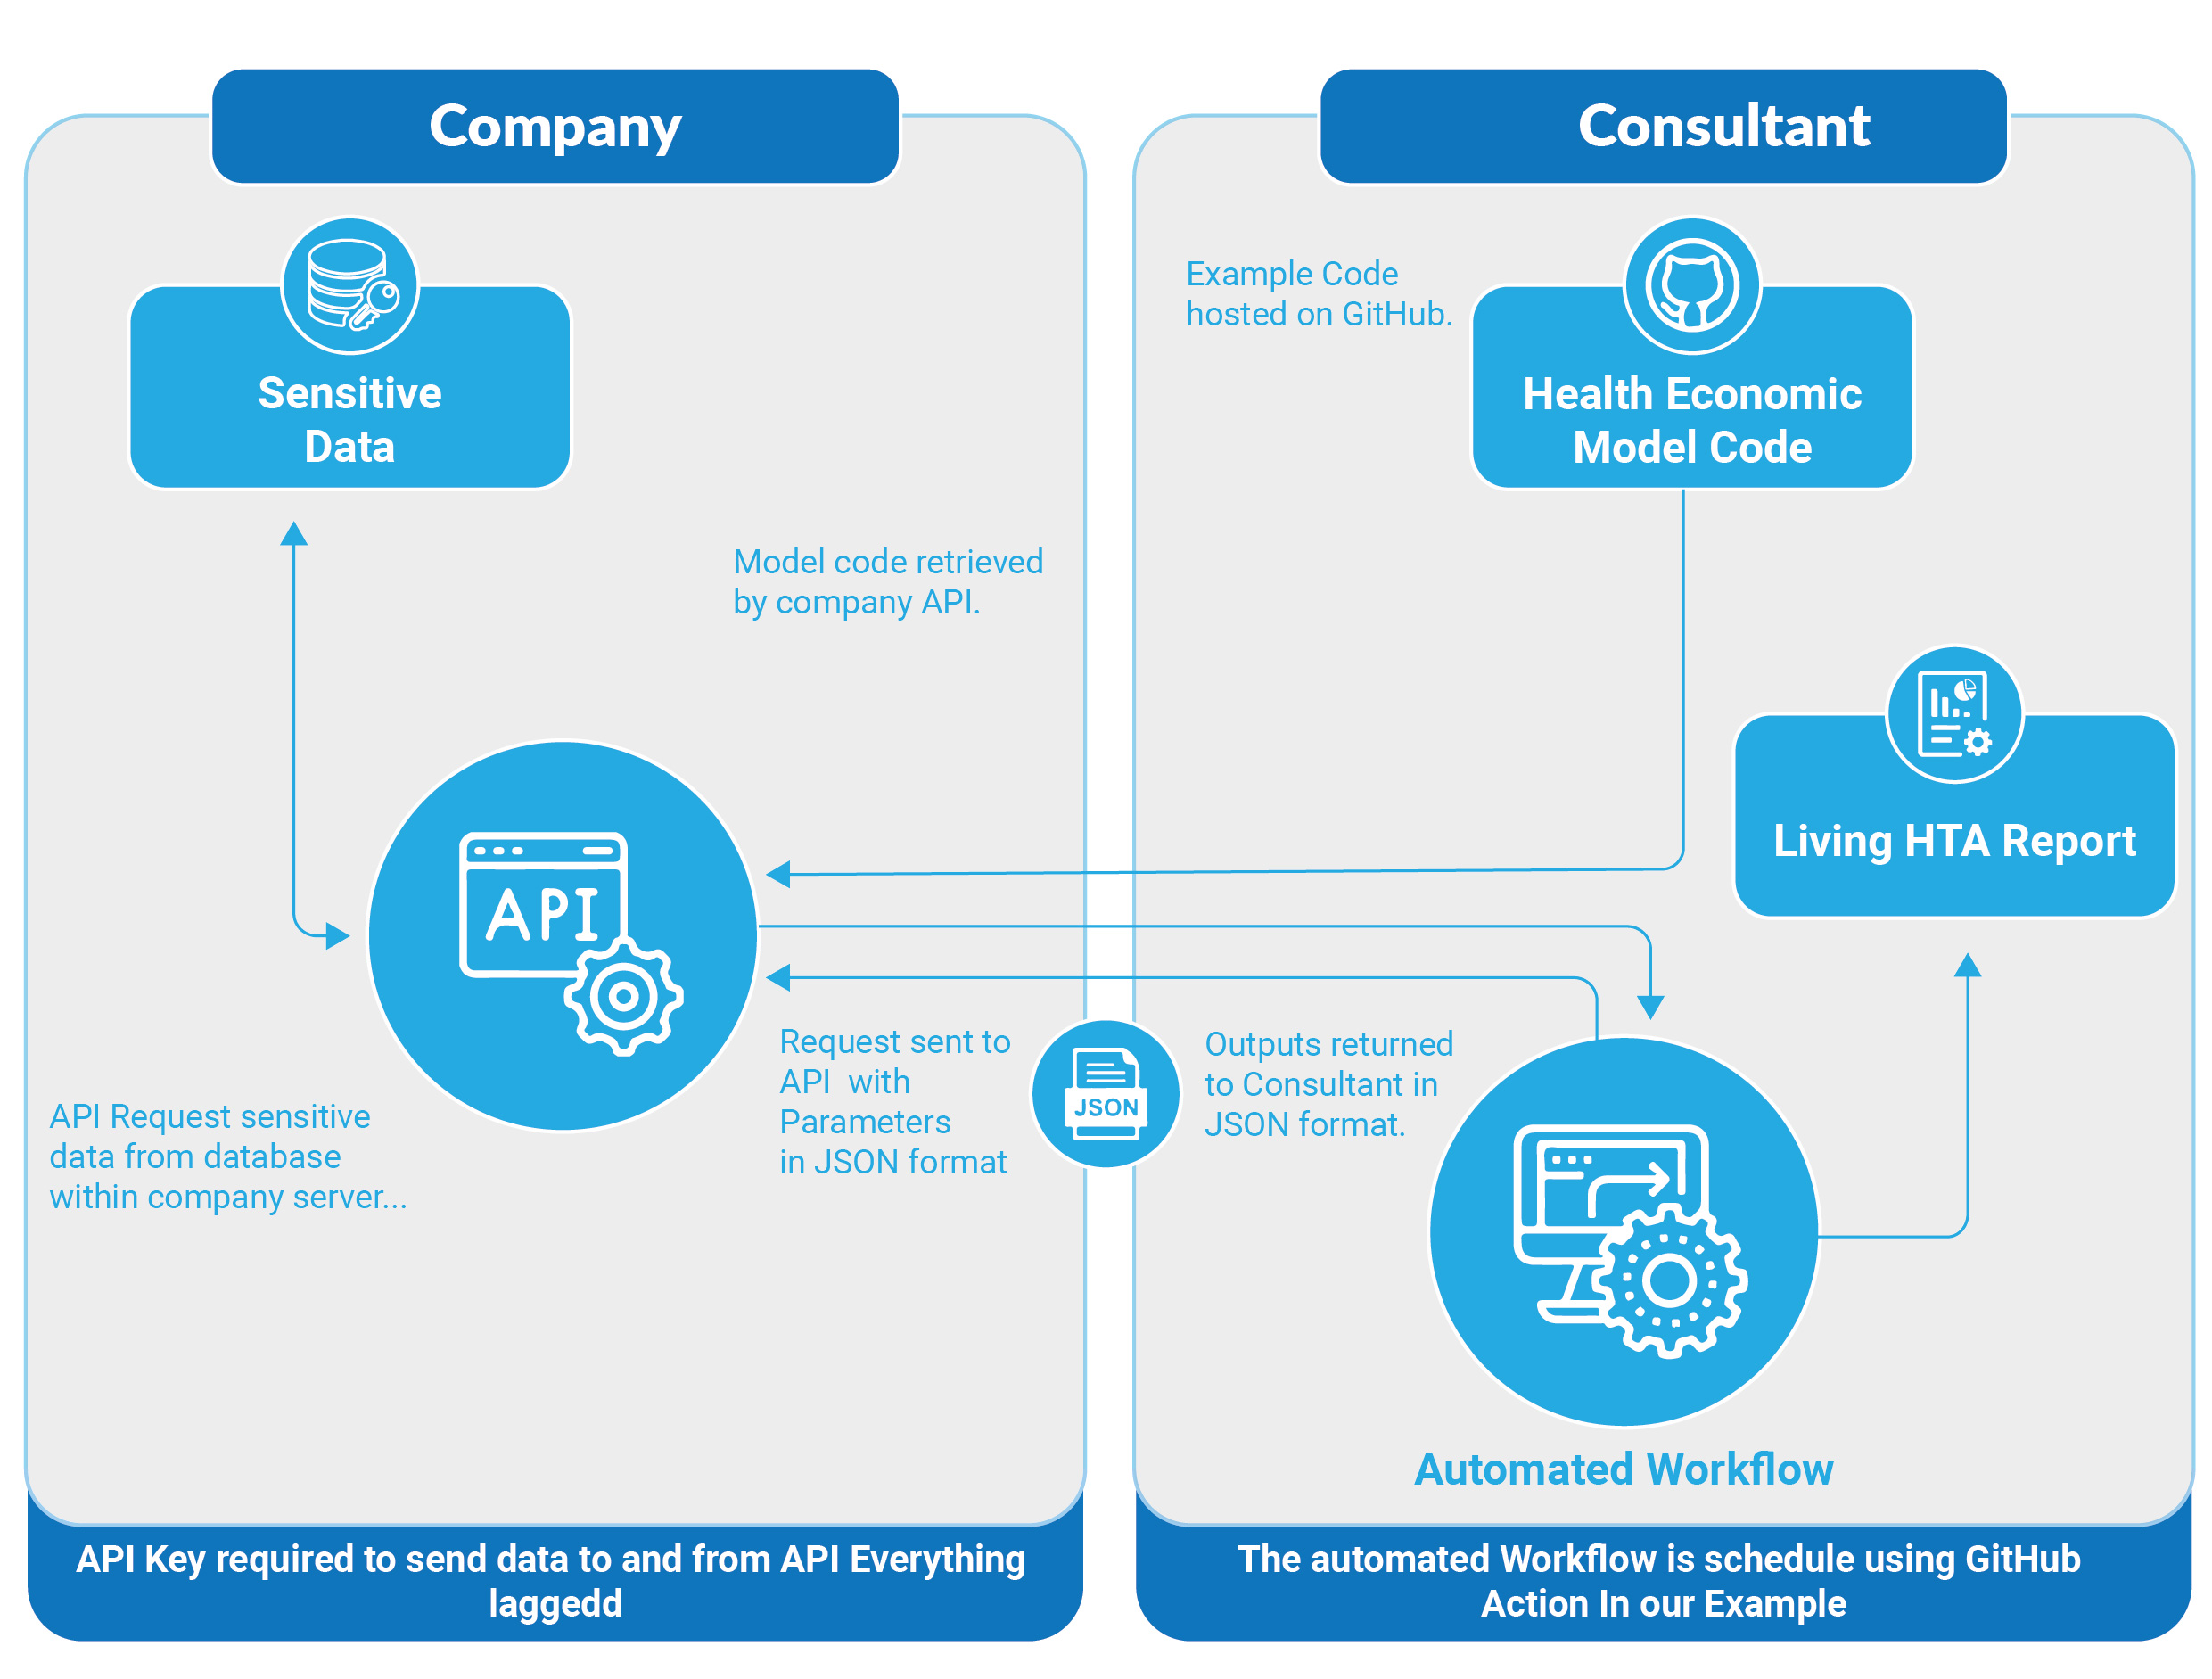 Company
Sensitive
Data
Model code retrieved
by company API.
API
API Request sensitive
data from database
within company server...
Request sent to
API  with
Parameters
in JSON format
JSON
API Key required to send data to and from API Everything
laggedd
Consultant
Example Code
hosted on GitHub.
Health Economic
Model Code
Living HTA Report
Outputs returned
to Consultant in
JSON format.
Automated Workflow
The automated Workflow is schedule using GitHub
Action In our Example